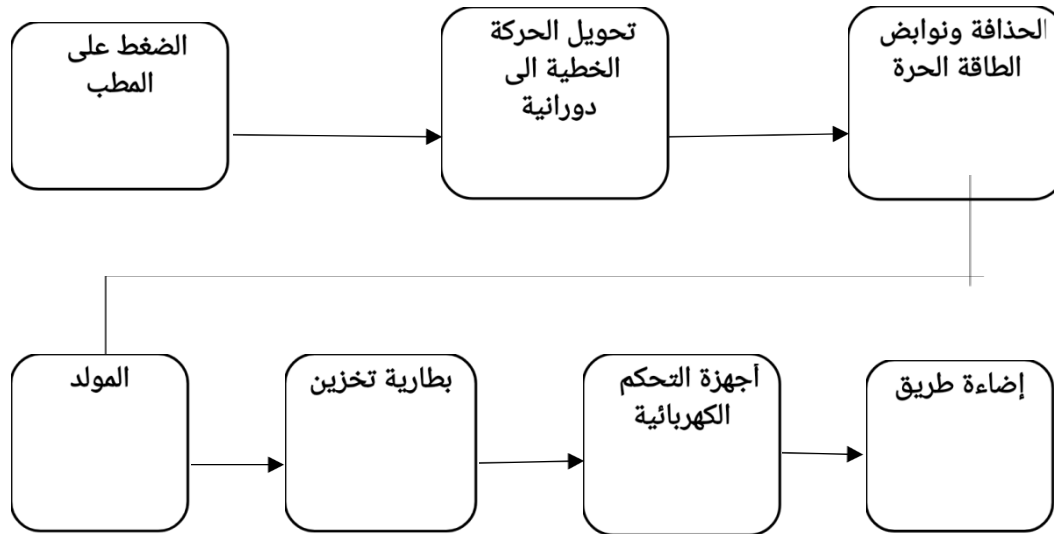 الضغط على
المطب
تحويل الحركة
الخطية الى
دورانية
الحذافة ونوابض
الطاقة الحرة
المولد
بطارية تخزين
أجهزة التحكم
الكهربائية
إضاءة طريق